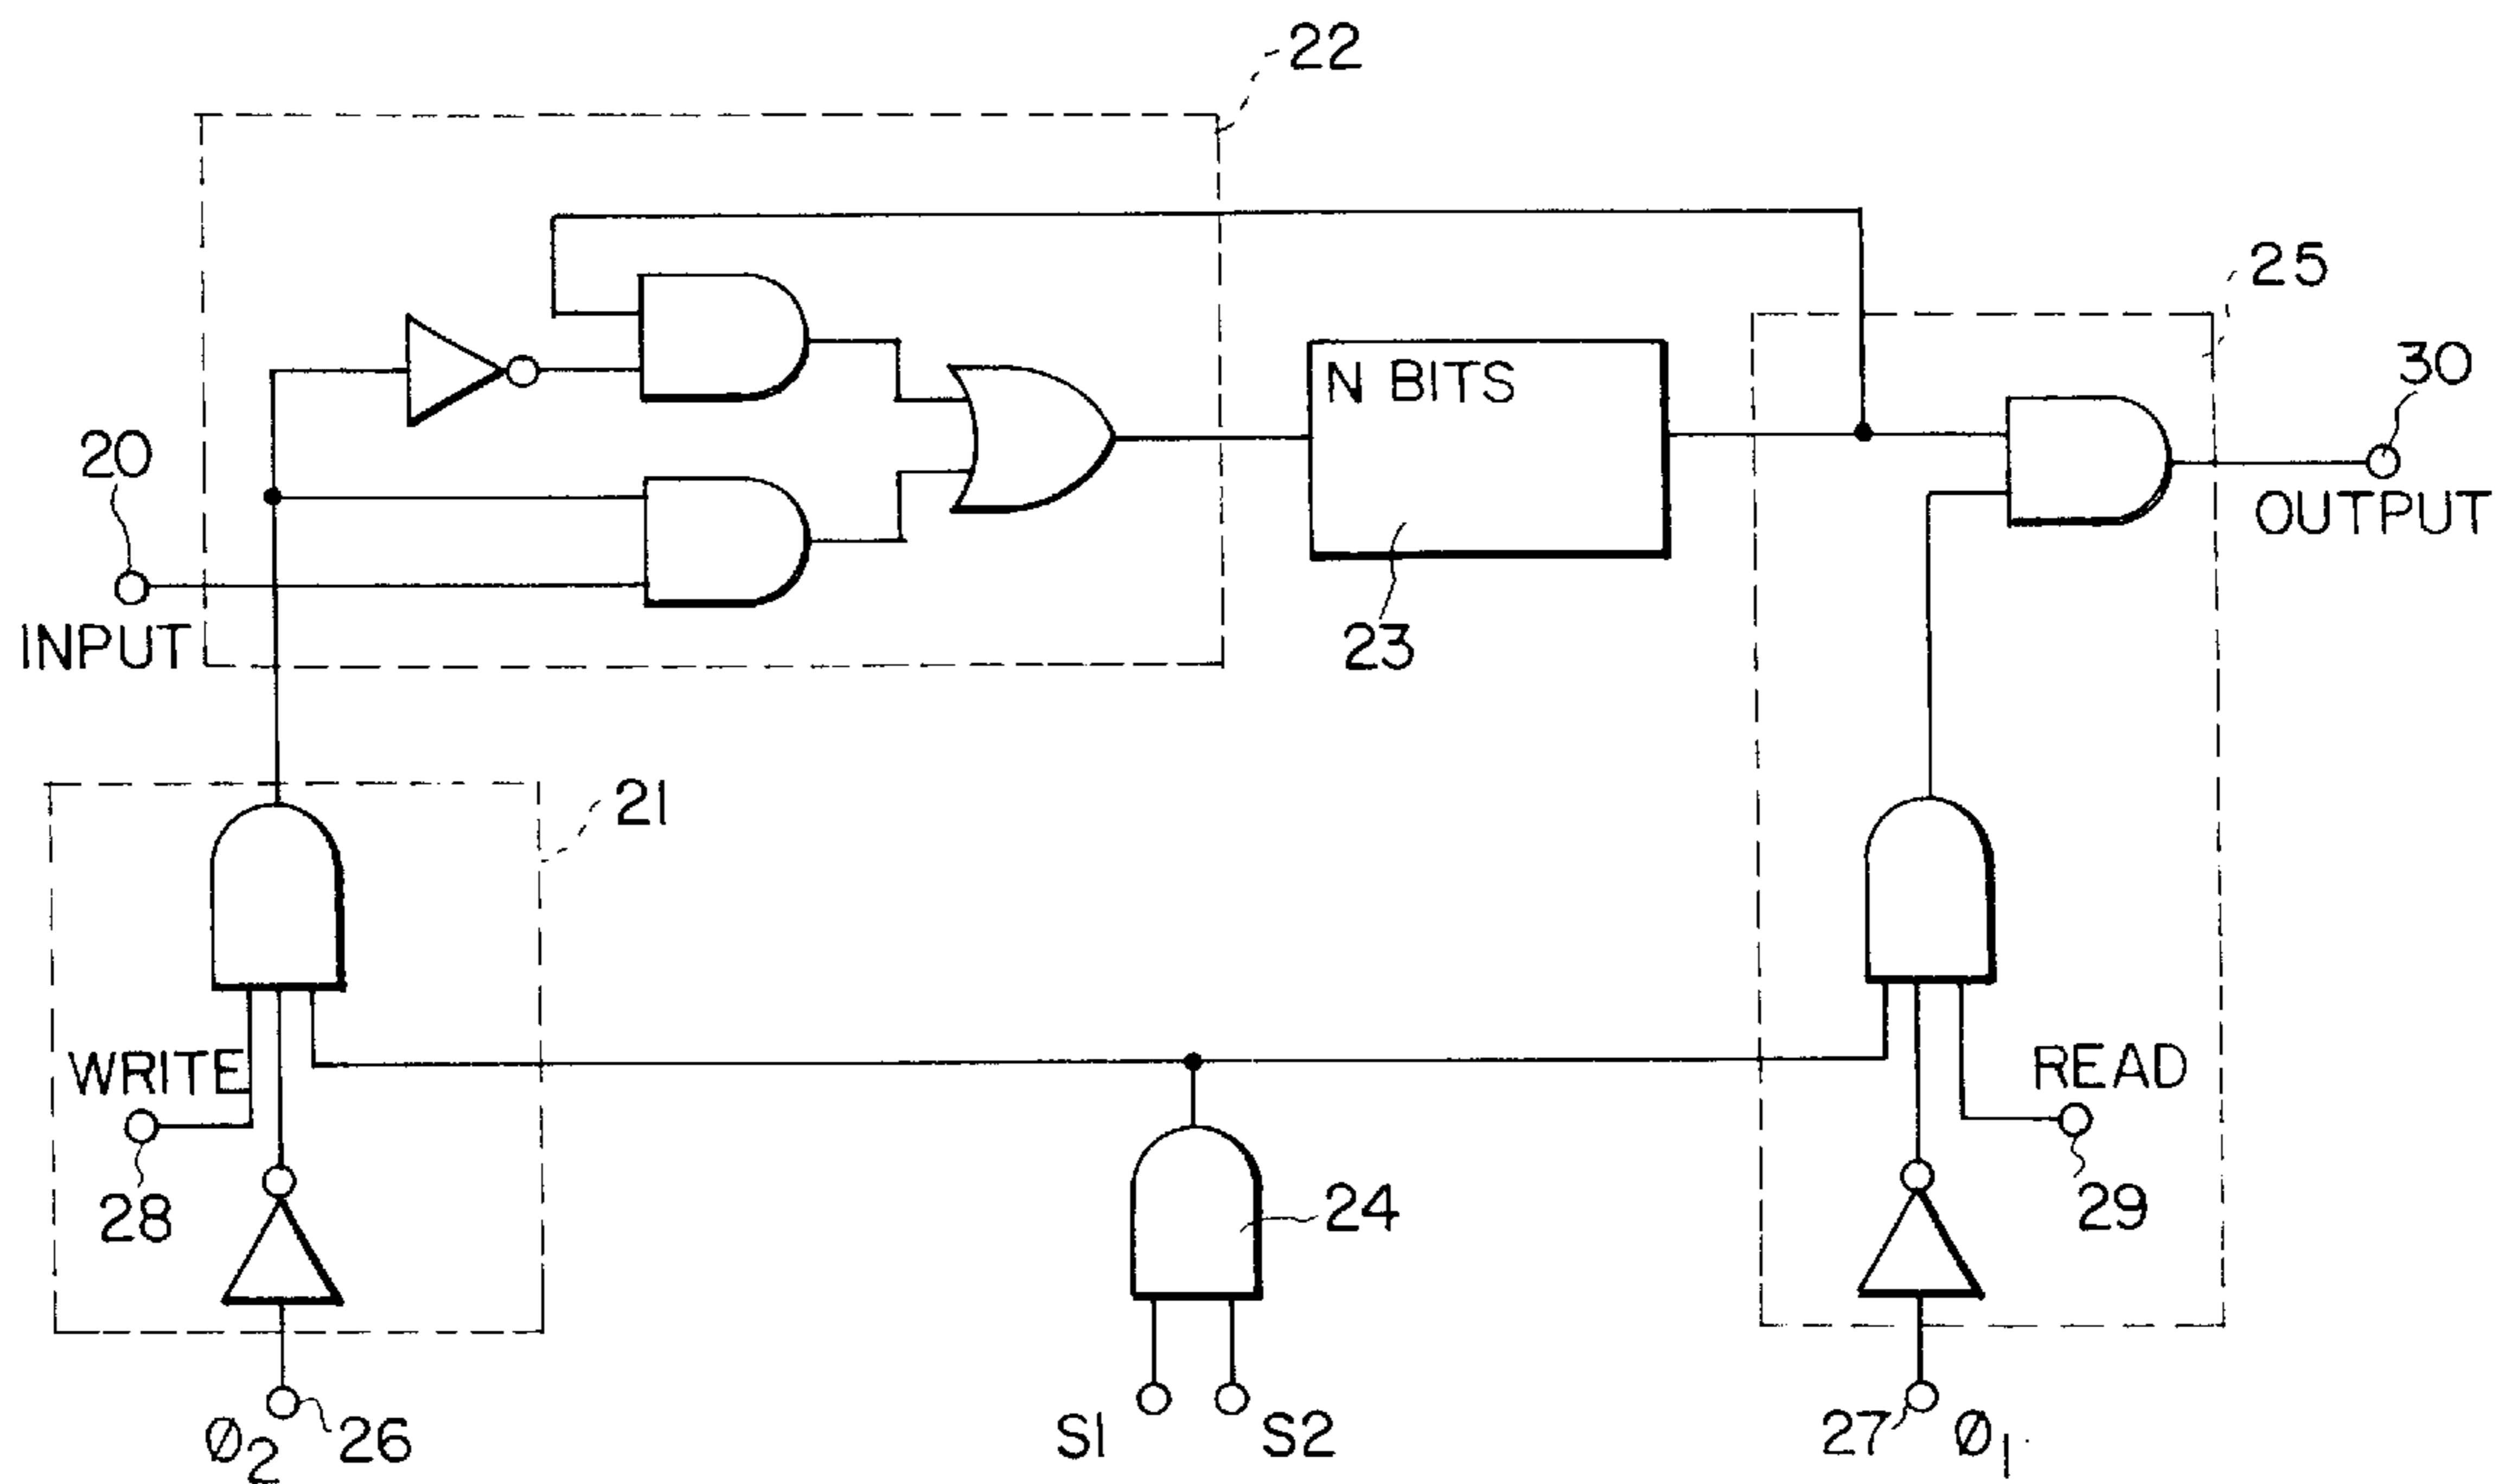 22
25
30
N BITS
20
OUTPUT
INPUT
23
21
WRITE
READ
28
24
29
Ø2
26
S1
S2
27
Ø1